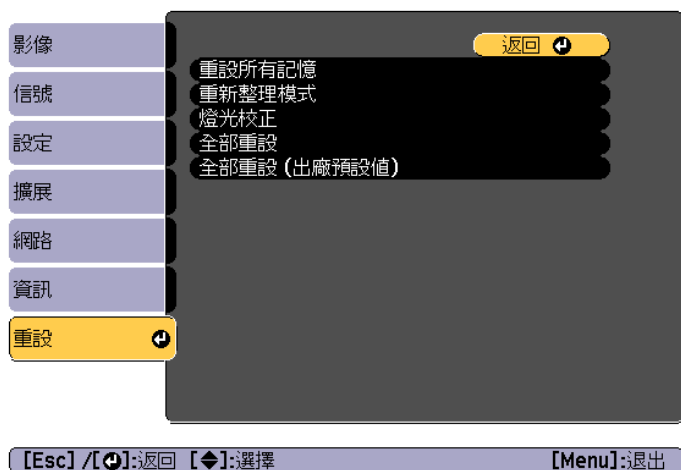 影像
信號
設定
擴展
網路
資訊
重設
返回
重設所有記憶
重新整理模式
燈光校正
全部重設
全部重設 (出廠預設值)
[Esc] /[⏎]:返回 [◆]:選擇 [Menu]:退出